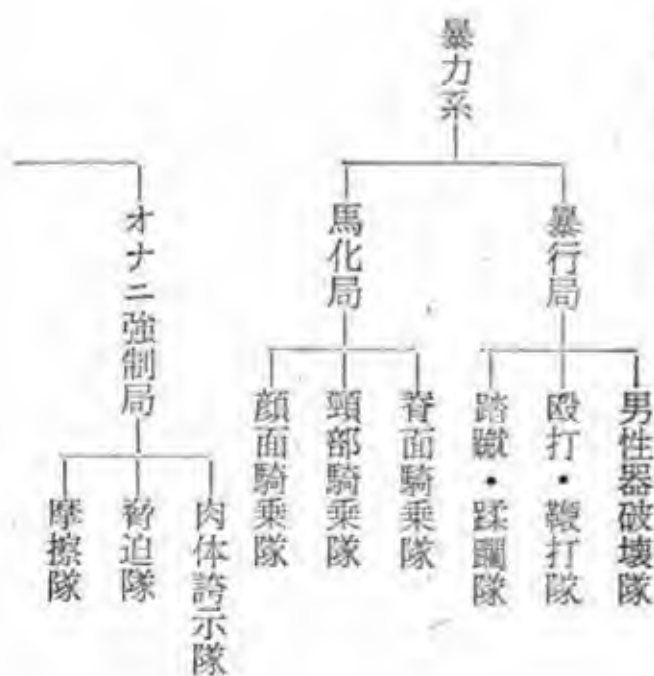 暴力系
暴行局
男性器破壊隊
殴打・鞭打隊
踏蹴・蹂躙隊
馬化局
脊面騎乗隊
頸部騎乗隊
顔面騎乗隊
オナニ強制局
肉体誇示隊
脅迫隊
摩擦隊